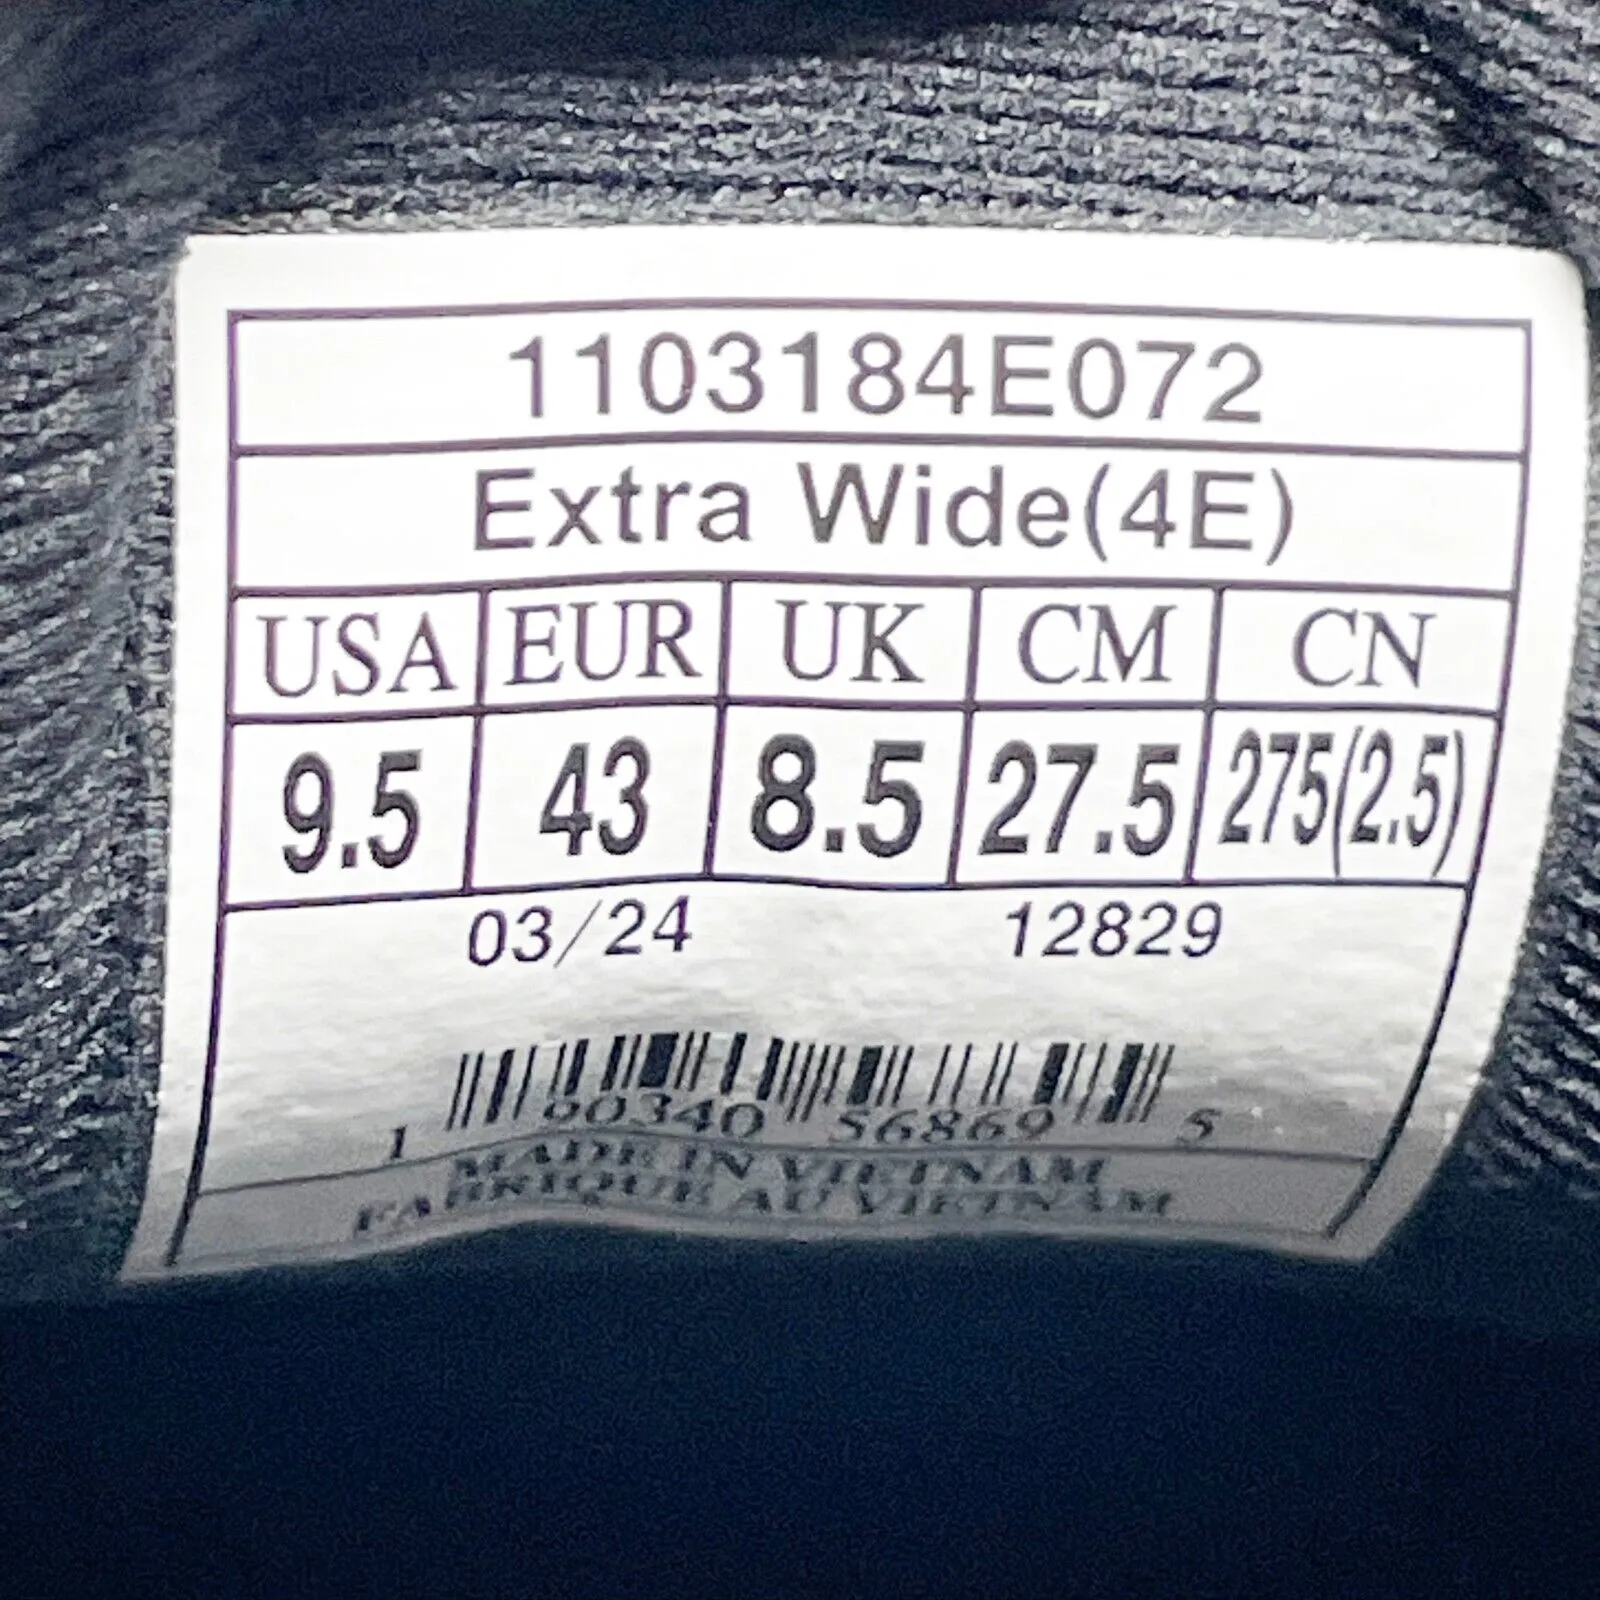 1103184E072
Extra Wide(4E)
USA EUR UK CM CN
9.5 43 8.5 27.5 275(2.5)
03/24 12829
1 90340 56869 5
MADE IN VIETNAM
FABRIQUE AU VIETNAM